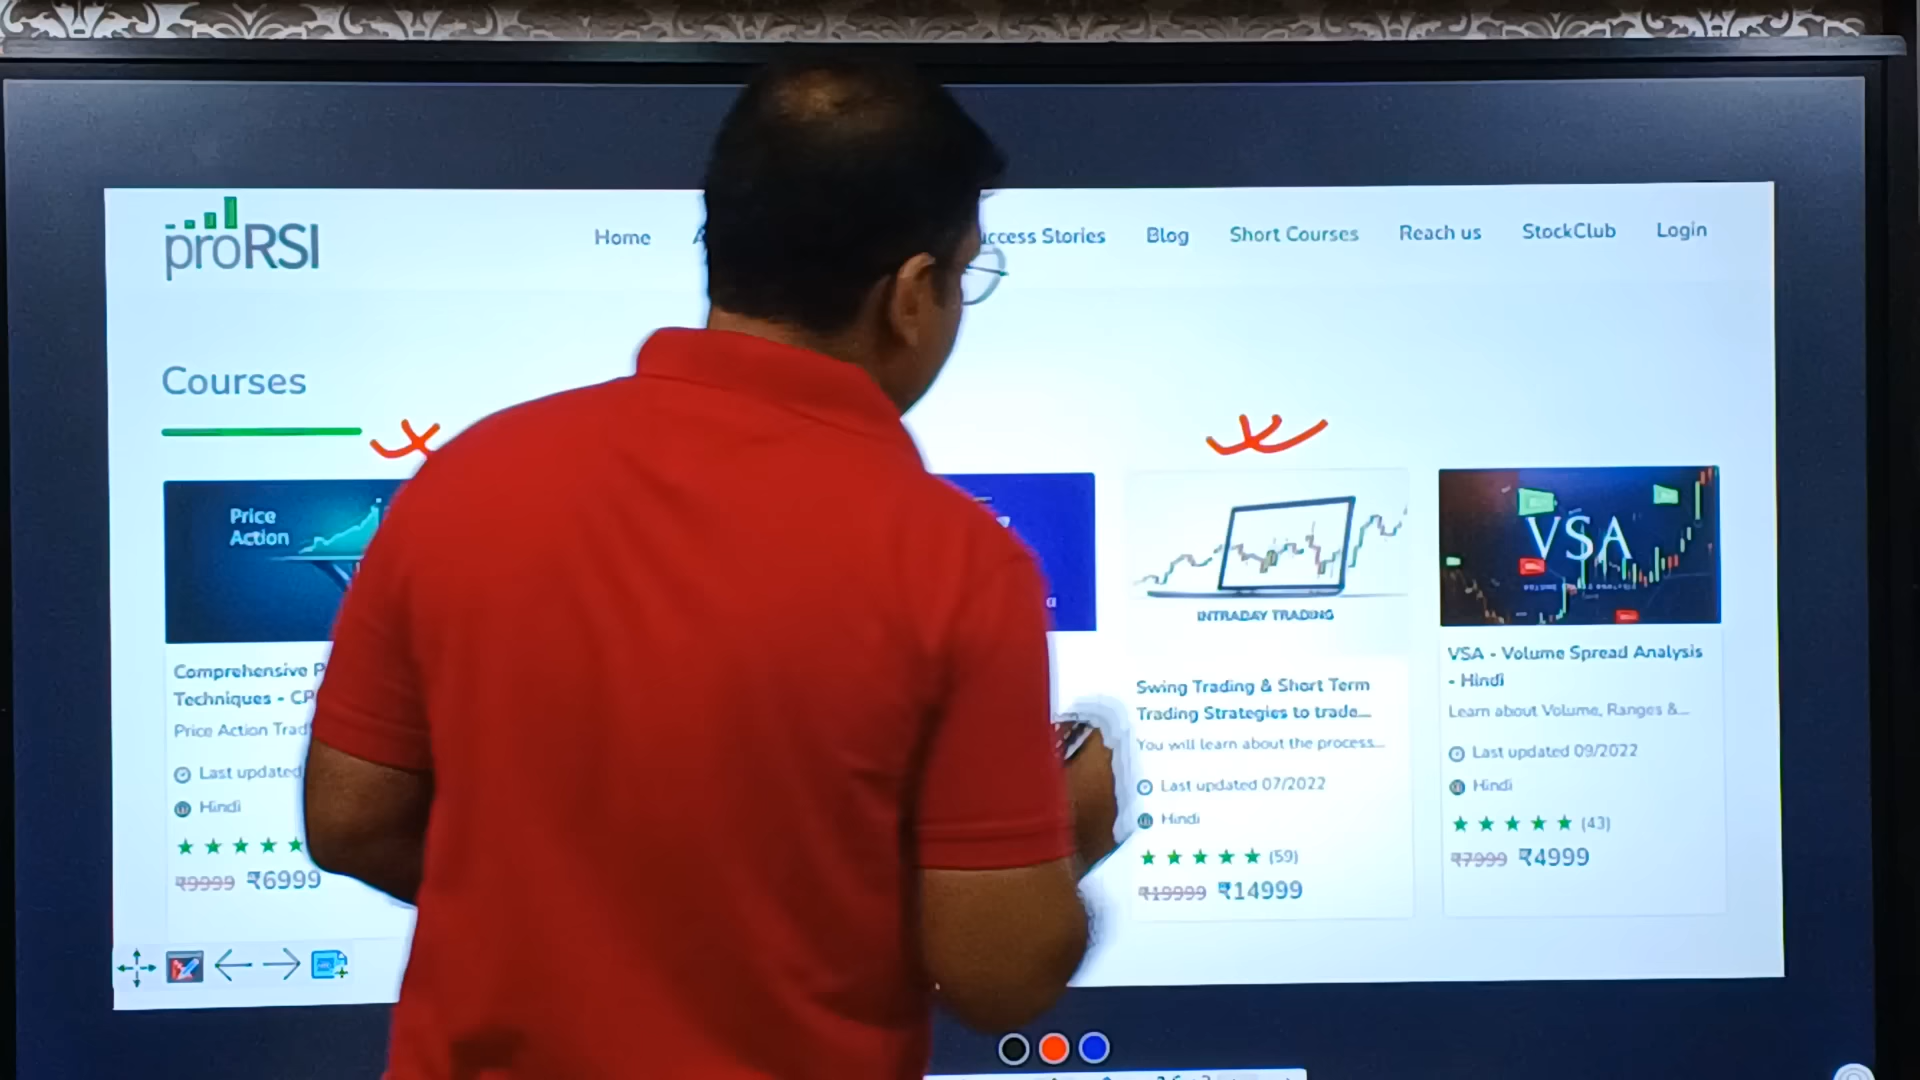 proRSI
Home
Success Stories
Blog
Short Courses
Reach us
StockClub
Login
Courses
Price
Action
INTRADAY TRADING
VSA
Comprehensive
Techniques -
Price Action
Last updated
Hindi
₹9999 ₹6999
Swing Trading & Short Term
Trading Strategies to trade...
You will learn about the process...
Last updated 07/2022
Hindi
(59)
₹19999 ₹14999
VSA - Volume Spread Analysis
- Hindi
Learn about Volume, Ranges &...
Last updated 09/2022
Hindi
(43)
₹7999 ₹4999